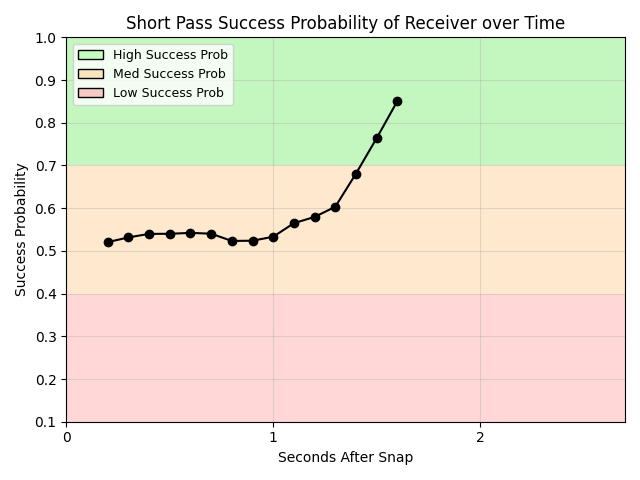 Short Pass Success Probability of Receiver over Time
High Success Prob
Med Success Prob
Low Success Prob
Success Probability
1.0
0.9
0.8
0.7
0.6
0.5
0.4
0.3
0.2
0.1
0 1 2
Seconds After Snap